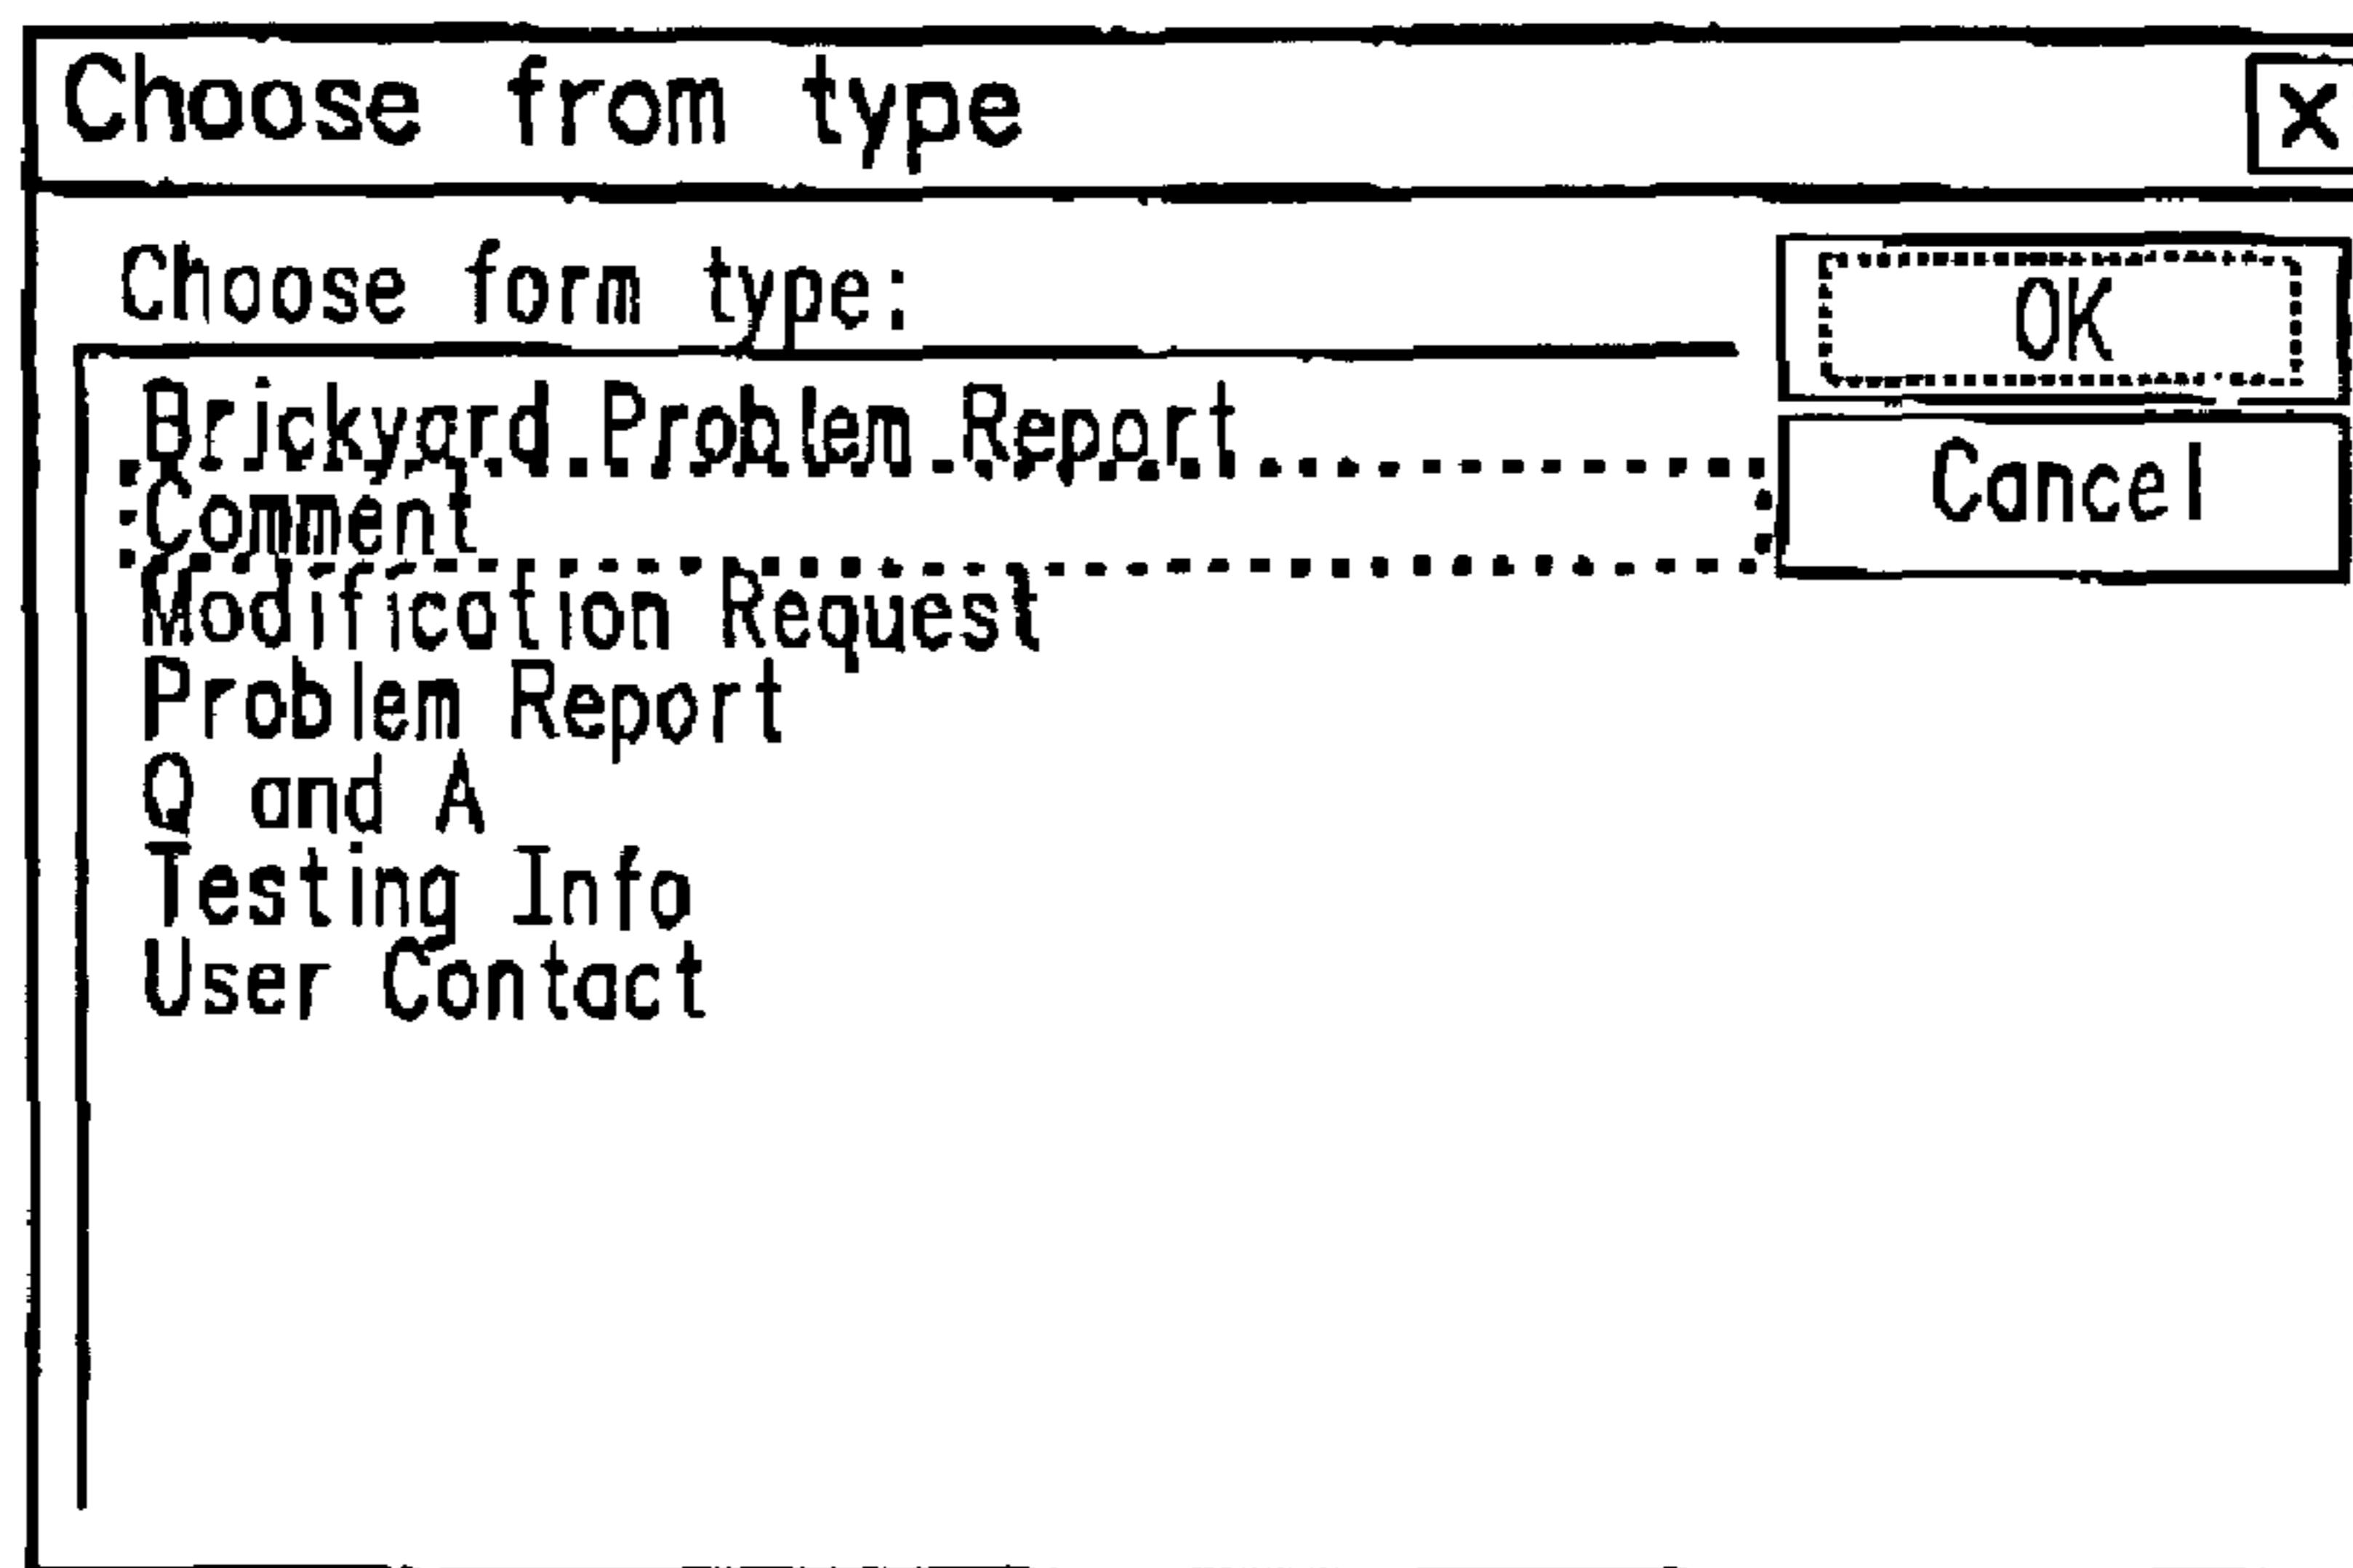 Choose from type
X
Choose form type:
OK
Brickyard Problem Report
Cancel
Comment
Modification Request
Problem Report
Q and A
Testing Info
User Contact